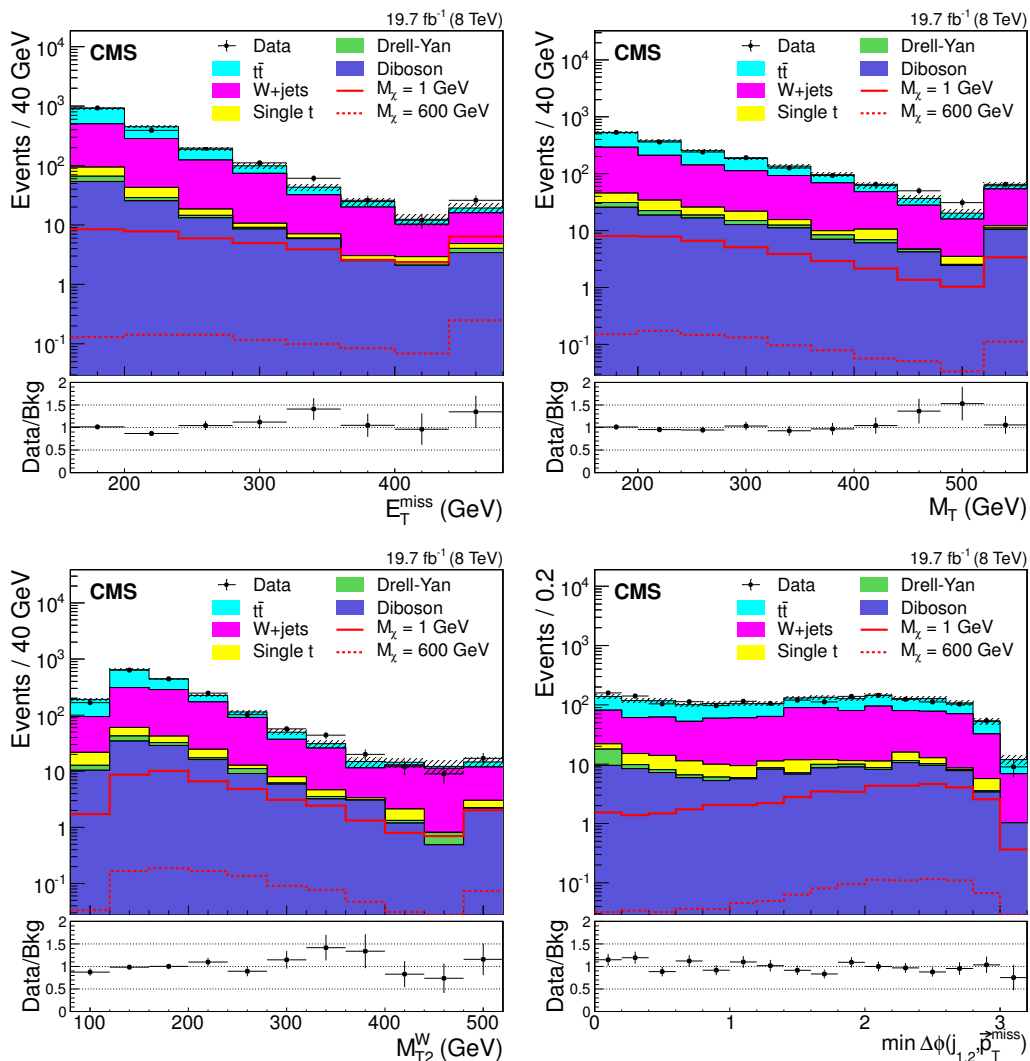 19.7 fb⁻¹ (8 TeV)
CMS
Data
tt̄
W+jets
Single t
Drell-Yan
Diboson
Mχ = 1 GeV
Mχ = 600 GeV
Events / 40 GeV
10⁴
10³
10²
10
1
10⁻¹
Data/Bkg
2
1.5
1
0.5
0
200 300 400
E_T^miss (GeV)
19.7 fb⁻¹ (8 TeV)
CMS
Data
tt̄
W+jets
Single t
Drell-Yan
Diboson
Mχ = 1 GeV
Mχ = 600 GeV
Events / 40 GeV
10⁴
10³
10²
10
1
10⁻¹
Data/Bkg
2
1.5
1
0.5
0
200 300 400 500
M_T (GeV)
19.7 fb⁻¹ (8 TeV)
CMS
Data
tt̄
W+jets
Single t
Drell-Yan
Diboson
Mχ = 1 GeV
Mχ = 600 GeV
Events / 40 GeV
10⁴
10³
10²
10
1
10⁻¹
Data/Bkg
2
1.5
1
0.5
0
100 200 300 400 500
M_T2^W (GeV)
19.7 fb⁻¹ (8 TeV)
CMS
Data
tt̄
W+jets
Single t
Drell-Yan
Diboson
Mχ = 1 GeV
Mχ = 600 GeV
Events / 0.2
10⁴
10³
10²
10
1
10⁻¹
Data/Bkg
2
1.5
1
0.5
0
0 1 2 3
min Δϕ(j_1,2, p⃗_T^miss)